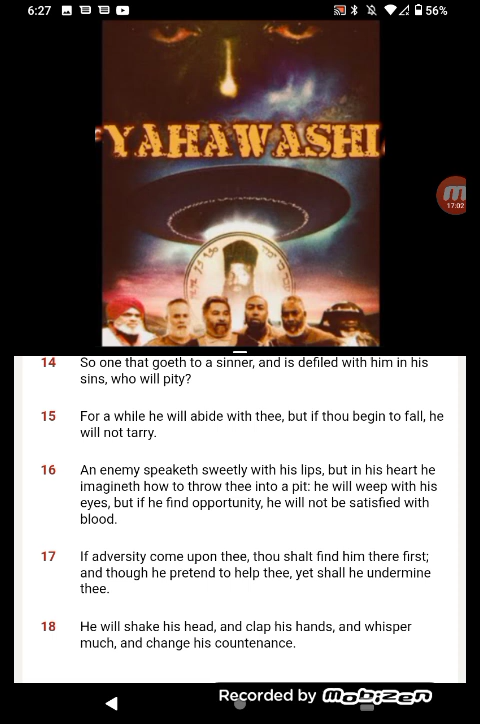 6:27
56%
YAHAWASHI
17:02
14 So one that goeth to a sinner, and is defiled with him in his
sins, who will pity?
15 For a while he will abide with thee, but if thou begin to fall, he
will not tarry.
16 An enemy speaketh sweetly with his lips, but in his heart he
imagineth how to throw thee into a pit: he will weep with his
eyes, but if he find opportunity, he will not be satisfied with
blood.
17 If adversity come upon thee, thou shalt find him there first;
and though he pretend to help thee, yet shall he undermine
thee.
18 He will shake his head, and clap his hands, and whisper
much, and change his countenance.
Recorded by Mobizen